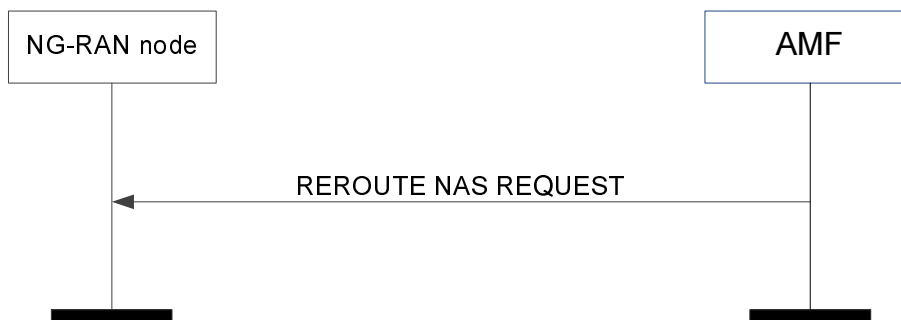 NG-RAN node
AMF
REROUTE NAS REQUEST